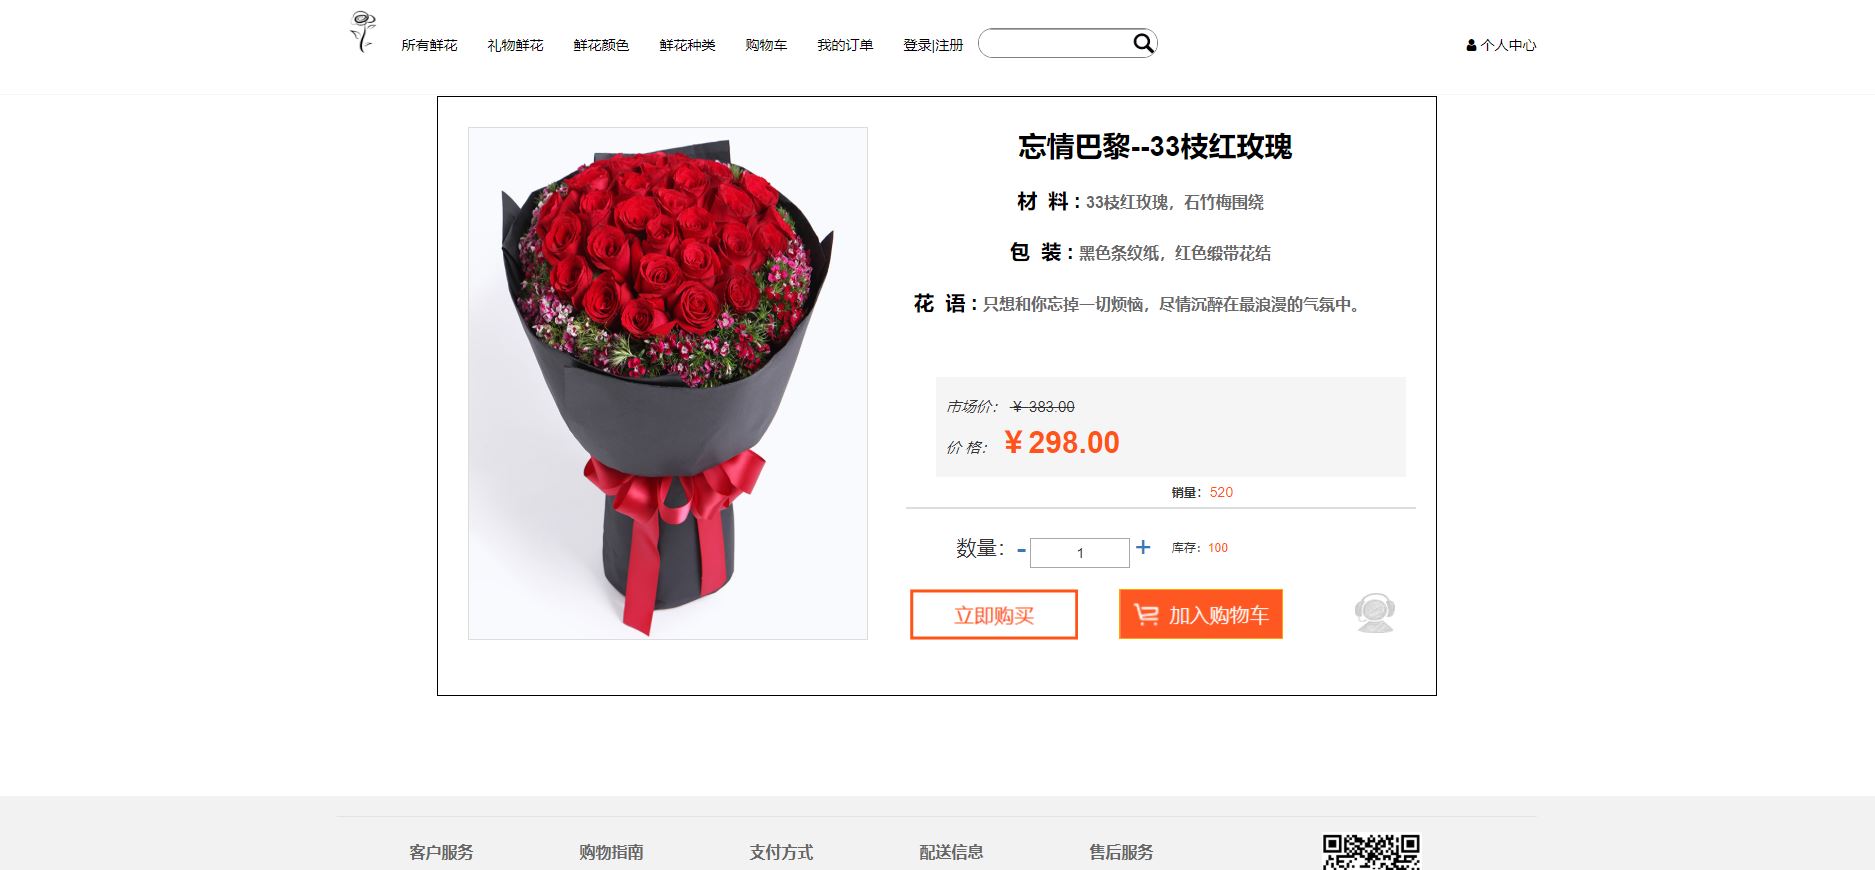 所有鲜花 礼物鲜花 鲜花颜色 鲜花种类 购物车 我的订单 登录|注册 个人中心
忘情巴黎--33枝红玫瑰
材 料：33枝红玫瑰，石竹梅围绕
包 装：黑色条纹纸，红色缎带花结
花 语：只想和你忘掉一切烦恼，尽情沉醉在最浪漫的气氛中。
市场价： ¥ 383.00
价 格： ¥ 298.00
销量：520
数量：- 1 + 库存：100
立即购买 加入购物车
客户服务 购物指南 支付方式 配送信息 售后服务